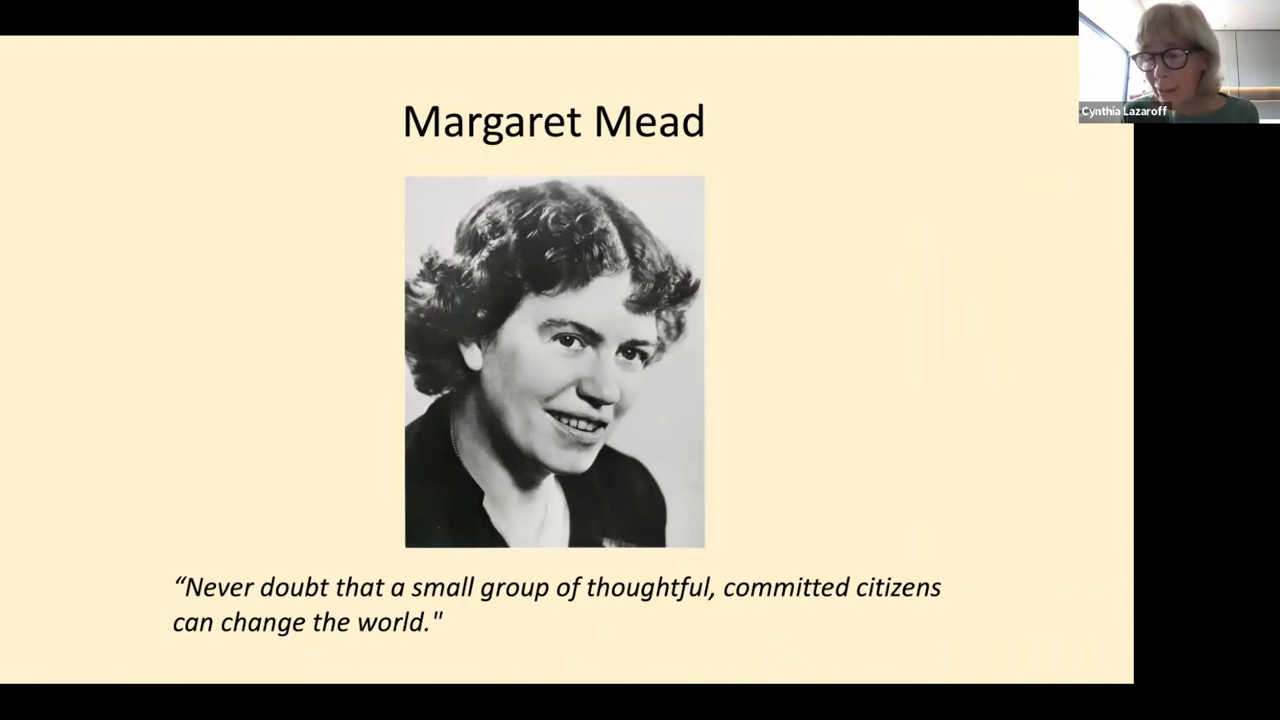 Margaret Mead
Cynthia Lazaroff
“Never doubt that a small group of thoughtful, committed citizens
can change the world."